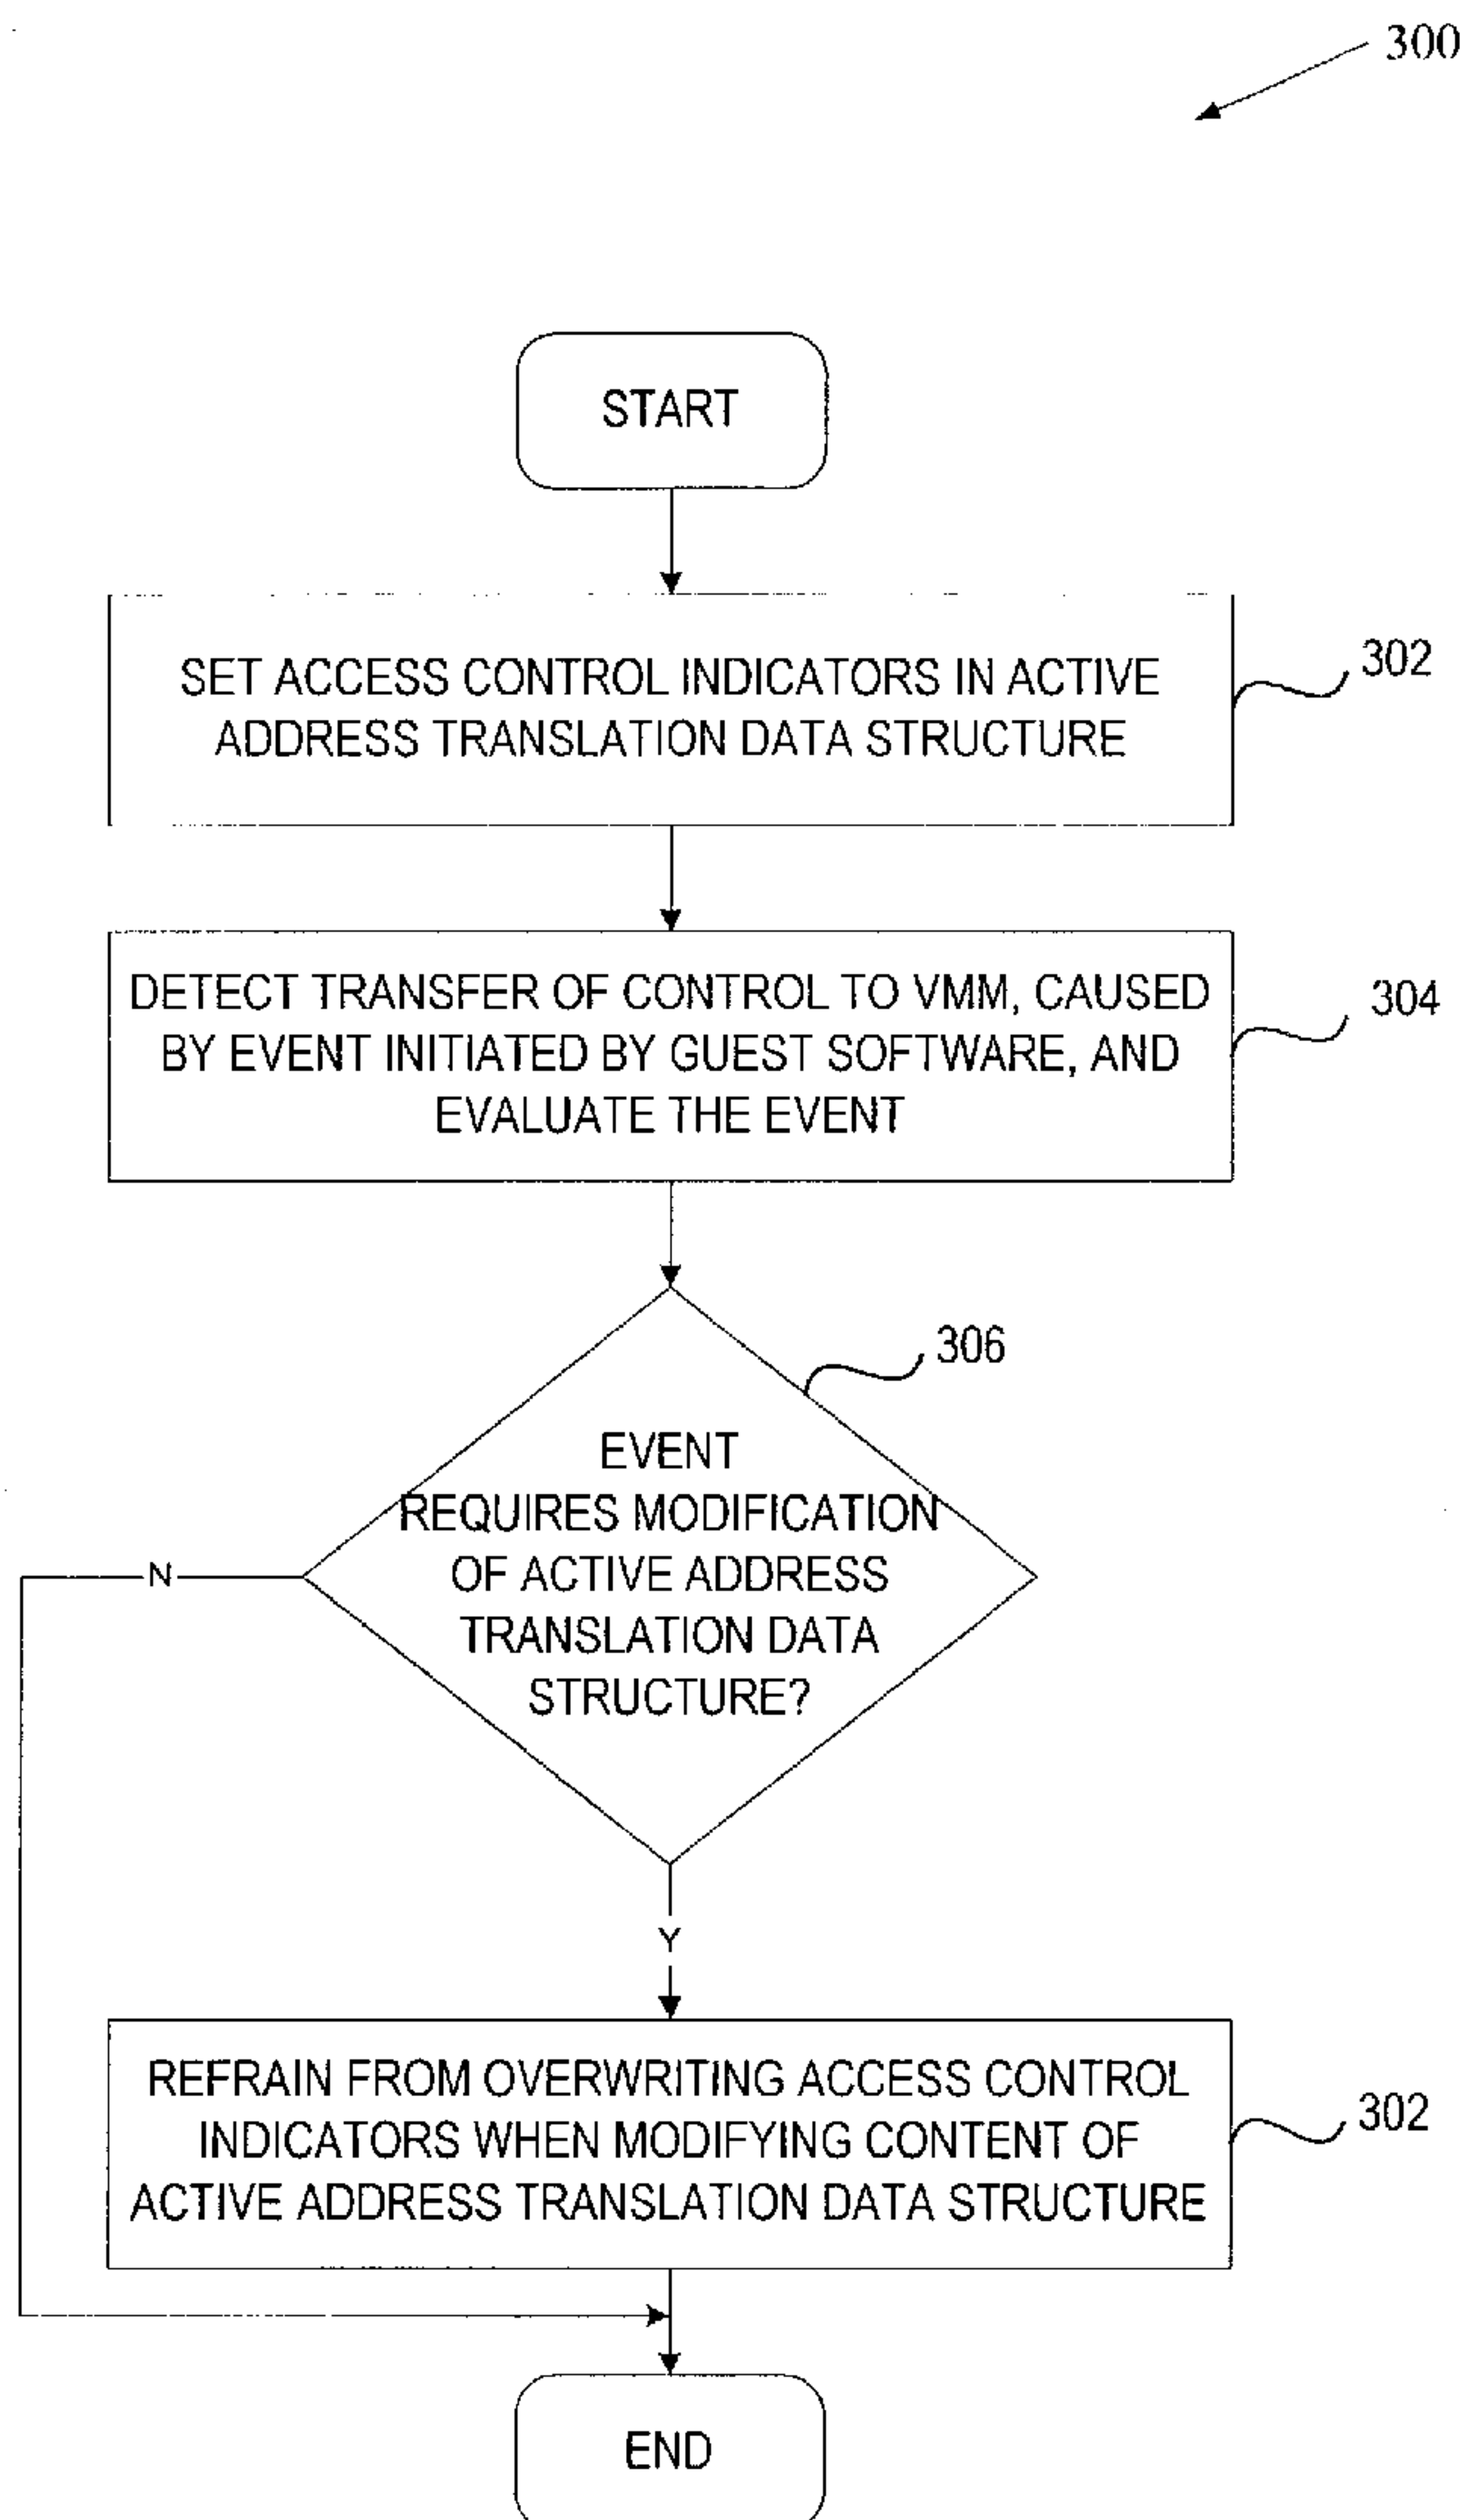 300
START
SET ACCESS CONTROL INDICATORS IN ACTIVE
ADDRESS TRANSLATION DATA STRUCTURE
302
DETECT TRANSFER OF CONTROL TO VMM, CAUSED
BY EVENT INITIATED BY GUEST SOFTWARE, AND
EVALUATE THE EVENT
304
306
EVENT
REQUIRES MODIFICATION
OF ACTIVE ADDRESS
TRANSLATION DATA
STRUCTURE?
N
Y
REFRAIN FROM OVERWRITING ACCESS CONTROL
INDICATORS WHEN MODIFYING CONTENT OF
ACTIVE ADDRESS TRANSLATION DATA STRUCTURE
302
END